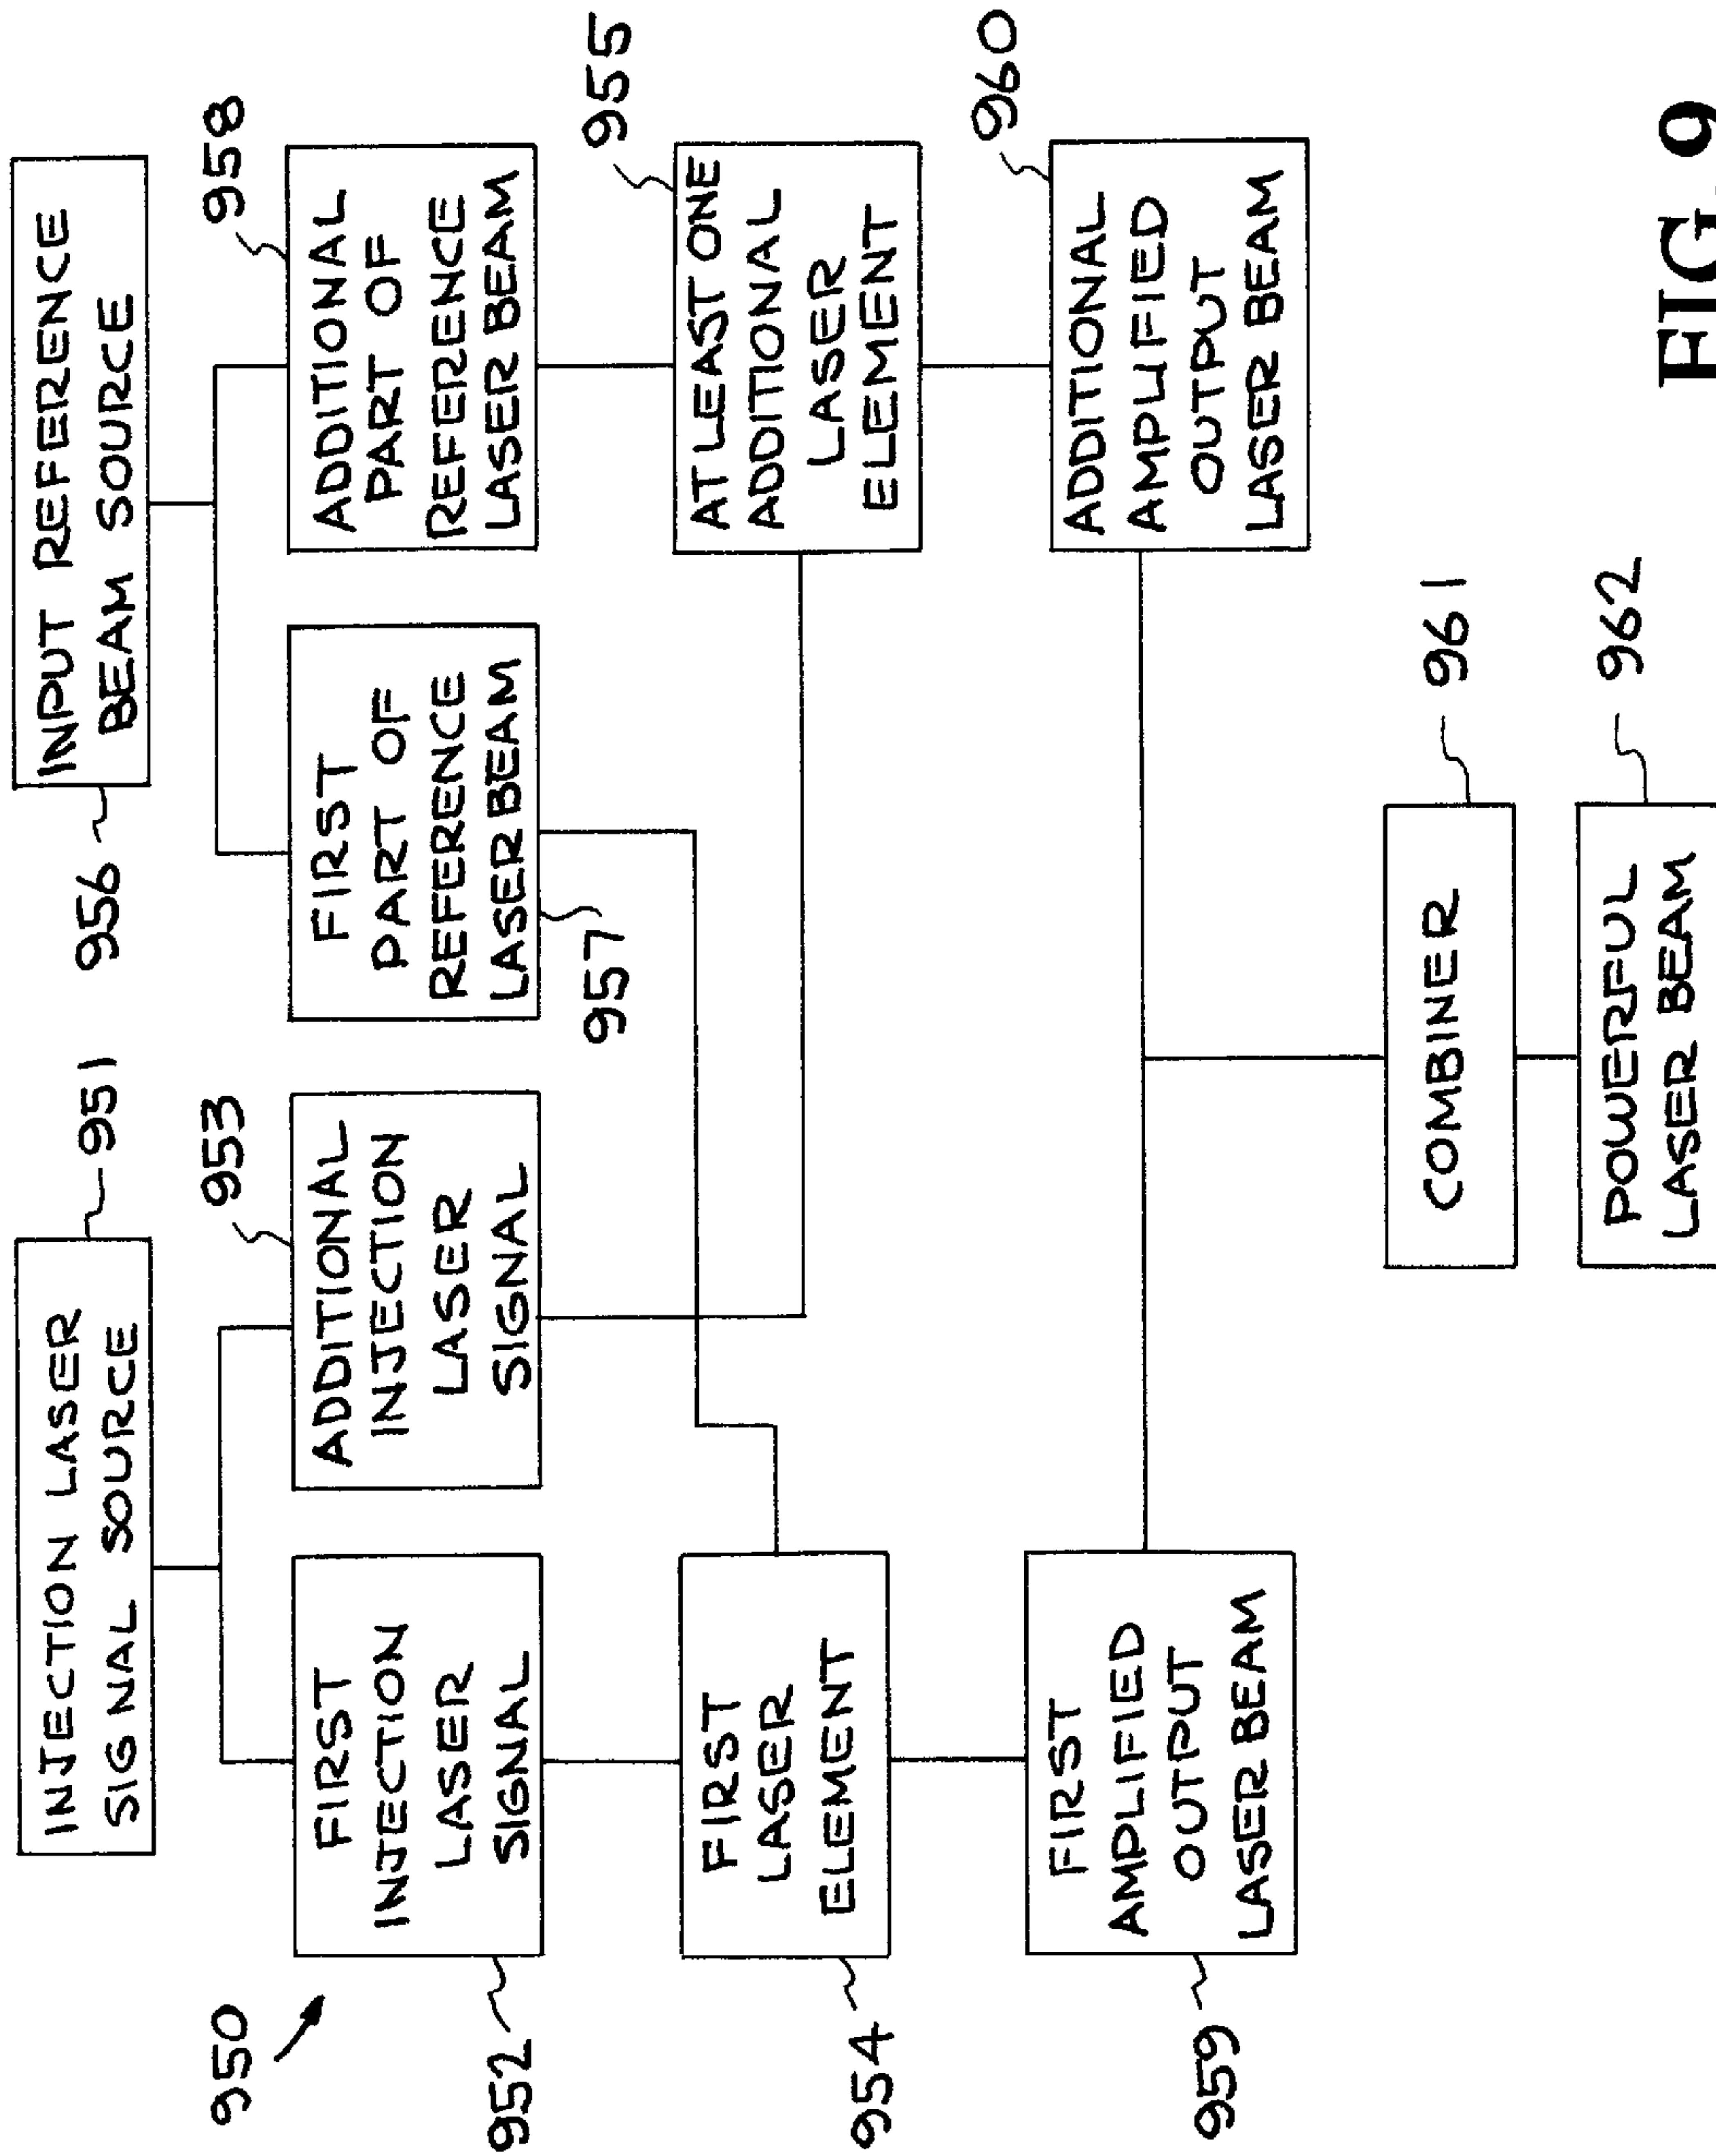 950
INJECTION LASER
SIGNAL SOURCE
951
INPUT REFERENCE
BEAM SOURCE
956
FIRST
INJECTION
LASER
SIGNAL
952
ADDITIONAL
INJECTION
LASER
SIGNAL
953
FIRST
PART OF
REFERENCE
LASER BEAM
957
ADDITIONAL
PART OF
REFERENCE
LASER BEAM
958
FIRST
LASER
ELEMENT
954
AT LEAST ONE
ADDITIONAL
LASER
ELEMENT
955
FIRST
AMPLIFIED
OUTPUT
LASER BEAM
959
ADDITIONAL
AMPLIFIED
OUTPUT
LASER BEAM
960
COMBINER
961
POWERFUL
LASER BEAM
962
FIG. 9